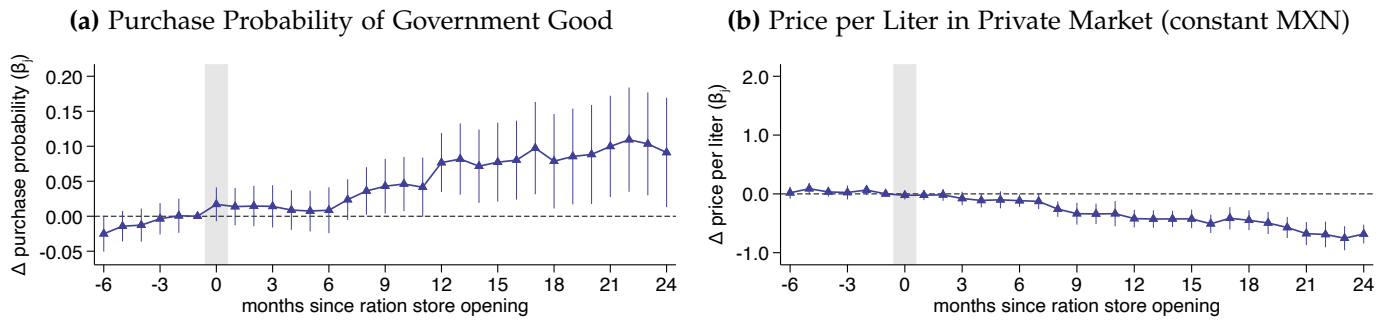 (a) Purchase Probability of Government Good
Δ purchase probability (βj)
0.20
0.15
0.10
0.05
0.00
-0.05
-6 -3 0 3 6 9 12 15 18 21 24
months since ration store opening
(b) Price per Liter in Private Market (constant MXN)
Δ price per liter (βj)
2.0
1.0
0.0
-1.0
-6 -3 0 3 6 9 12 15 18 21 24
months since ration store opening